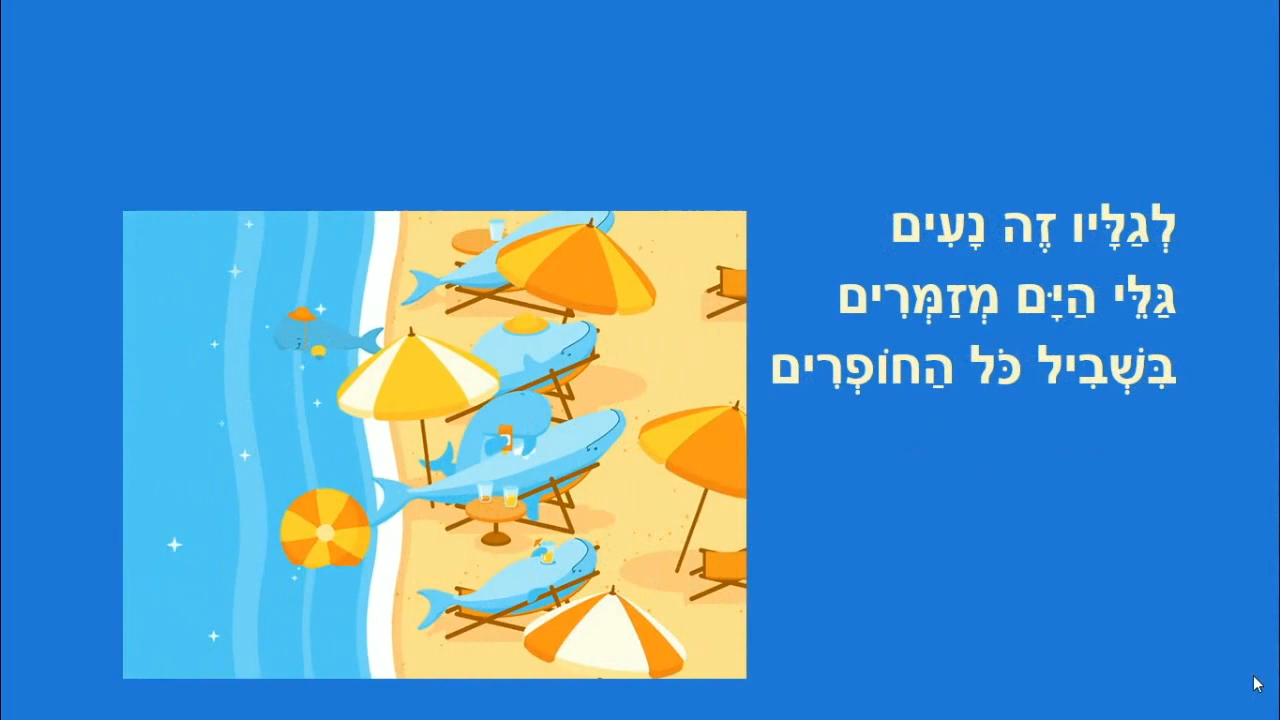 לְגַלָּיו זֶה נָעִים
גַּלֵּי הַיָּם מְזַמְּרִים
בִּשְׁבִיל כֹּל הַחוֹפְרִים